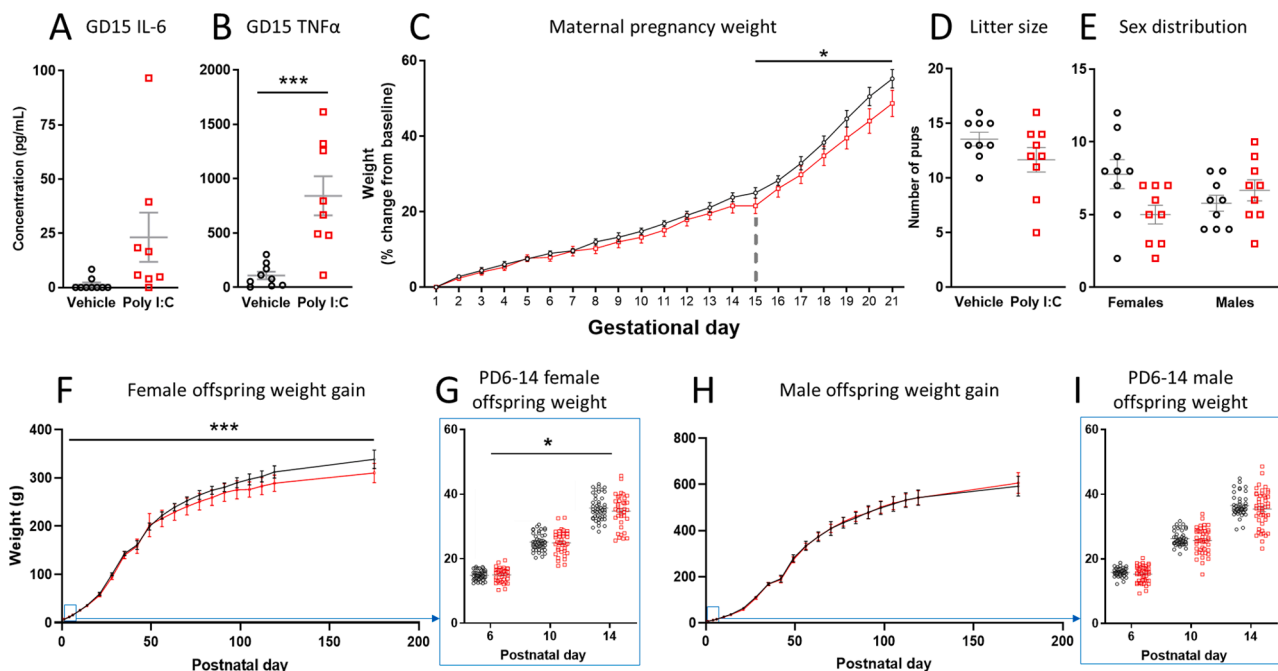 A GD15 IL-6
Concentration (pg/mL)
100
75
50
25
0
Vehicle Poly I:C
B GD15 TNFα
2000
1500
1000
500
0
***
Vehicle Poly I:C
C Maternal pregnancy weight
Weight
(% change from baseline)
60
40
20
0
*
1 2 3 4 5 6 7 8 9 10 11 12 13 14 15 16 17 18 19 20 21
Gestational day
D Litter size
Number of pups
20
15
10
5
0
Vehicle Poly I:C
E Sex distribution
15
10
5
0
Females Males
F Female offspring weight gain
Weight (g)
400
300
200
100
0
***
0 50 100 150 200
Postnatal day
G PD6-14 female
offspring weight
60
40
20
0
*
6 10 14
Postnatal day
H Male offspring weight gain
800
600
400
200
0
0 50 100 150 200
Postnatal day
I PD6-14 male
offspring weight
60
40
20
0
6 10 14
Postnatal day